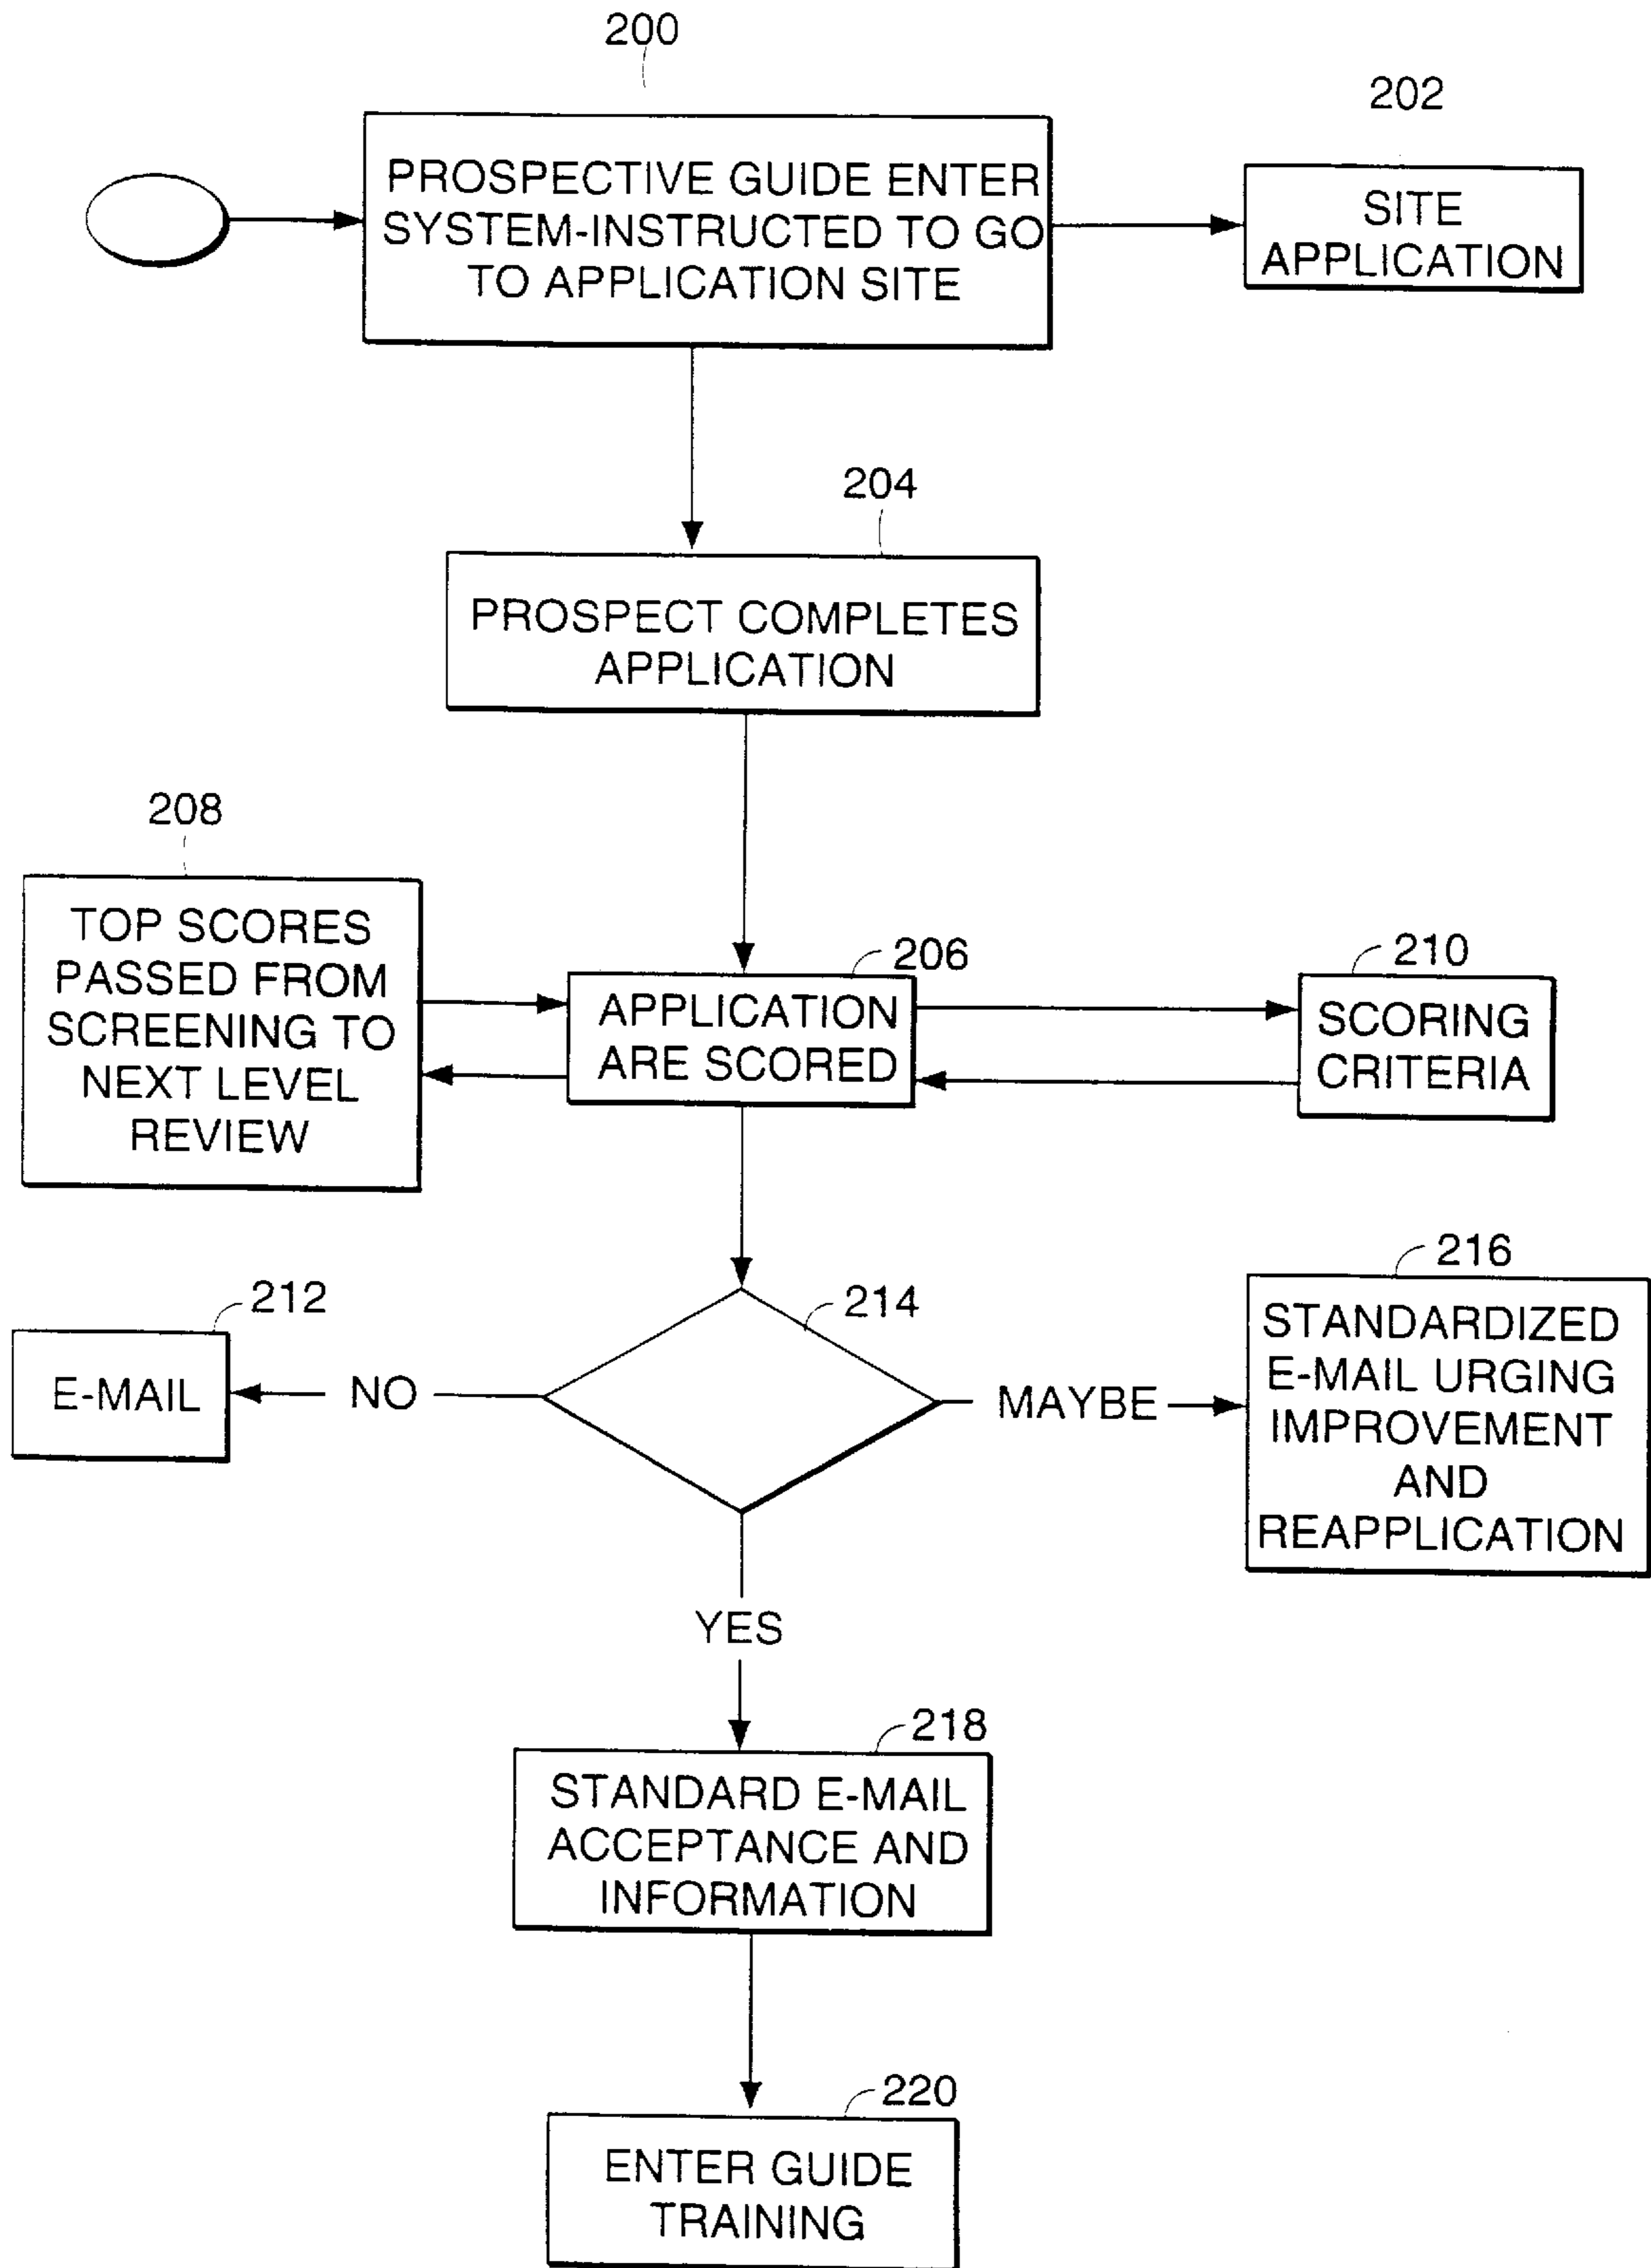 200
PROSPECTIVE GUIDE ENTER
SYSTEM-INSTRUCTED TO GO
TO APPLICATION SITE
202
SITE
APPLICATION
204
PROSPECT COMPLETES
APPLICATION
208
TOP SCORES
PASSED FROM
SCREENING TO
NEXT LEVEL
REVIEW
206
APPLICATION
ARE SCORED
210
SCORING
CRITERIA
212
E-MAIL
NO
214
MAYBE
216
STANDARDIZED
E-MAIL URGING
IMPROVEMENT
AND
REAPPLICATION
YES
218
STANDARD E-MAIL
ACCEPTANCE AND
INFORMATION
220
ENTER GUIDE
TRAINING